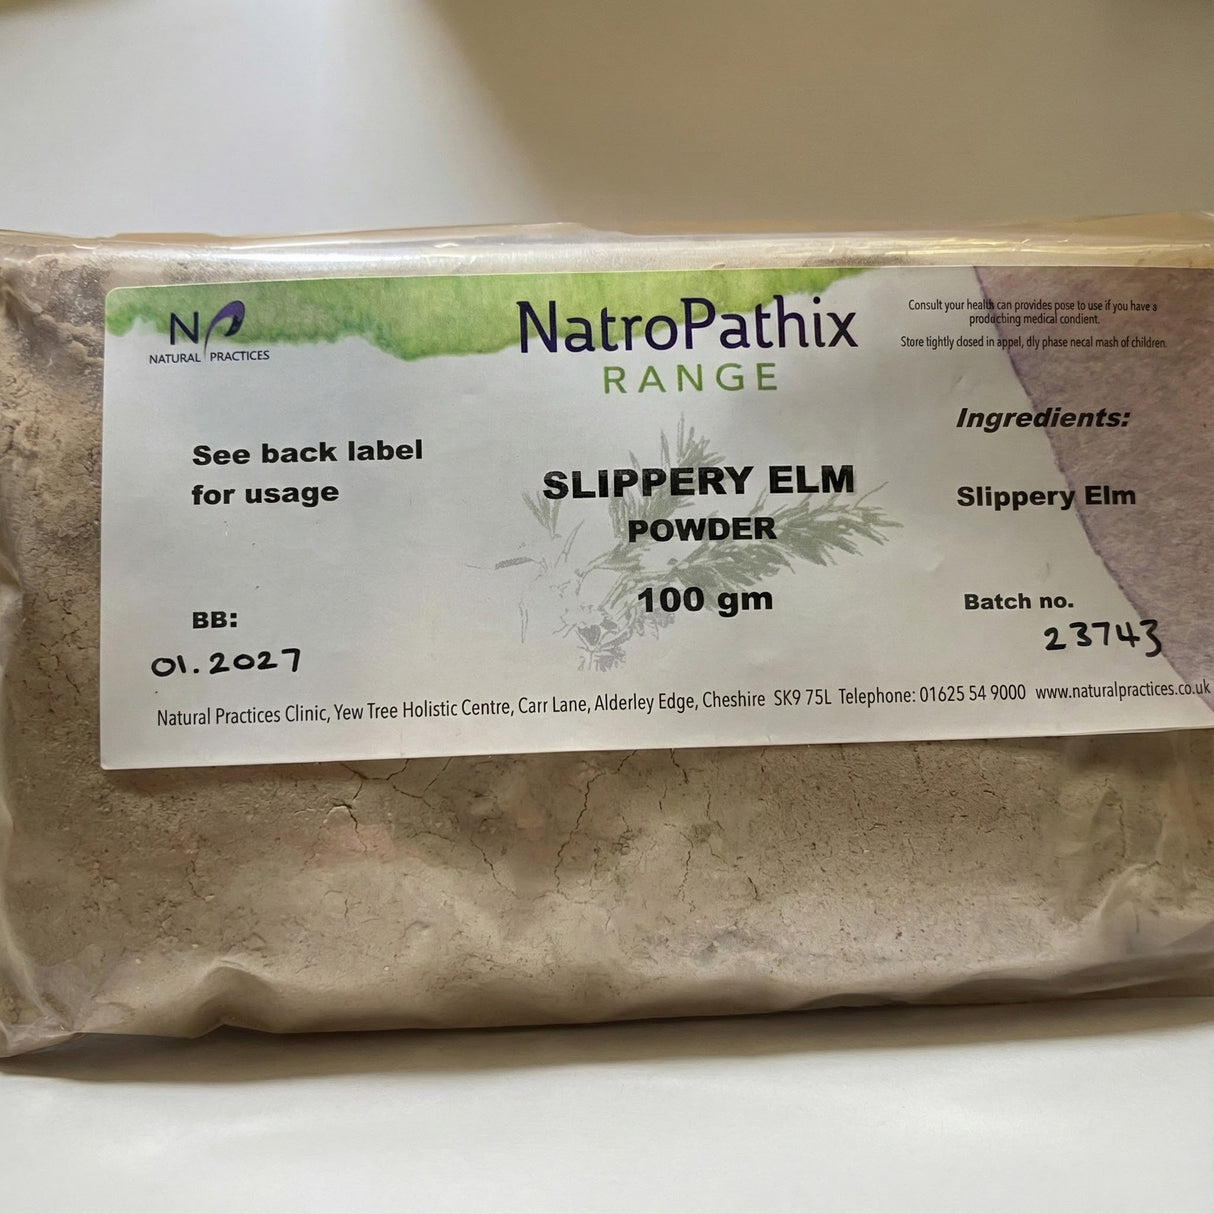 NP
NATURAL PRACTICES
NatroPathix
RANGE
Consult your health can provides pose to use if you have a
produching medical condient.
Store tightly closed in appel, dly phase necal mash of children.
See back label
for usage
SLIPPERY ELM
POWDER
100 gm
Ingredients:
Slippery Elm
BB:
01.2027
Batch no.
23743
Natural Practices Clinic, Yew Tree Holistic Centre, Carr Lane, Alderley Edge, Cheshire SK9 75L Telephone: 01625 54 9000 www.naturalpractices.co.uk